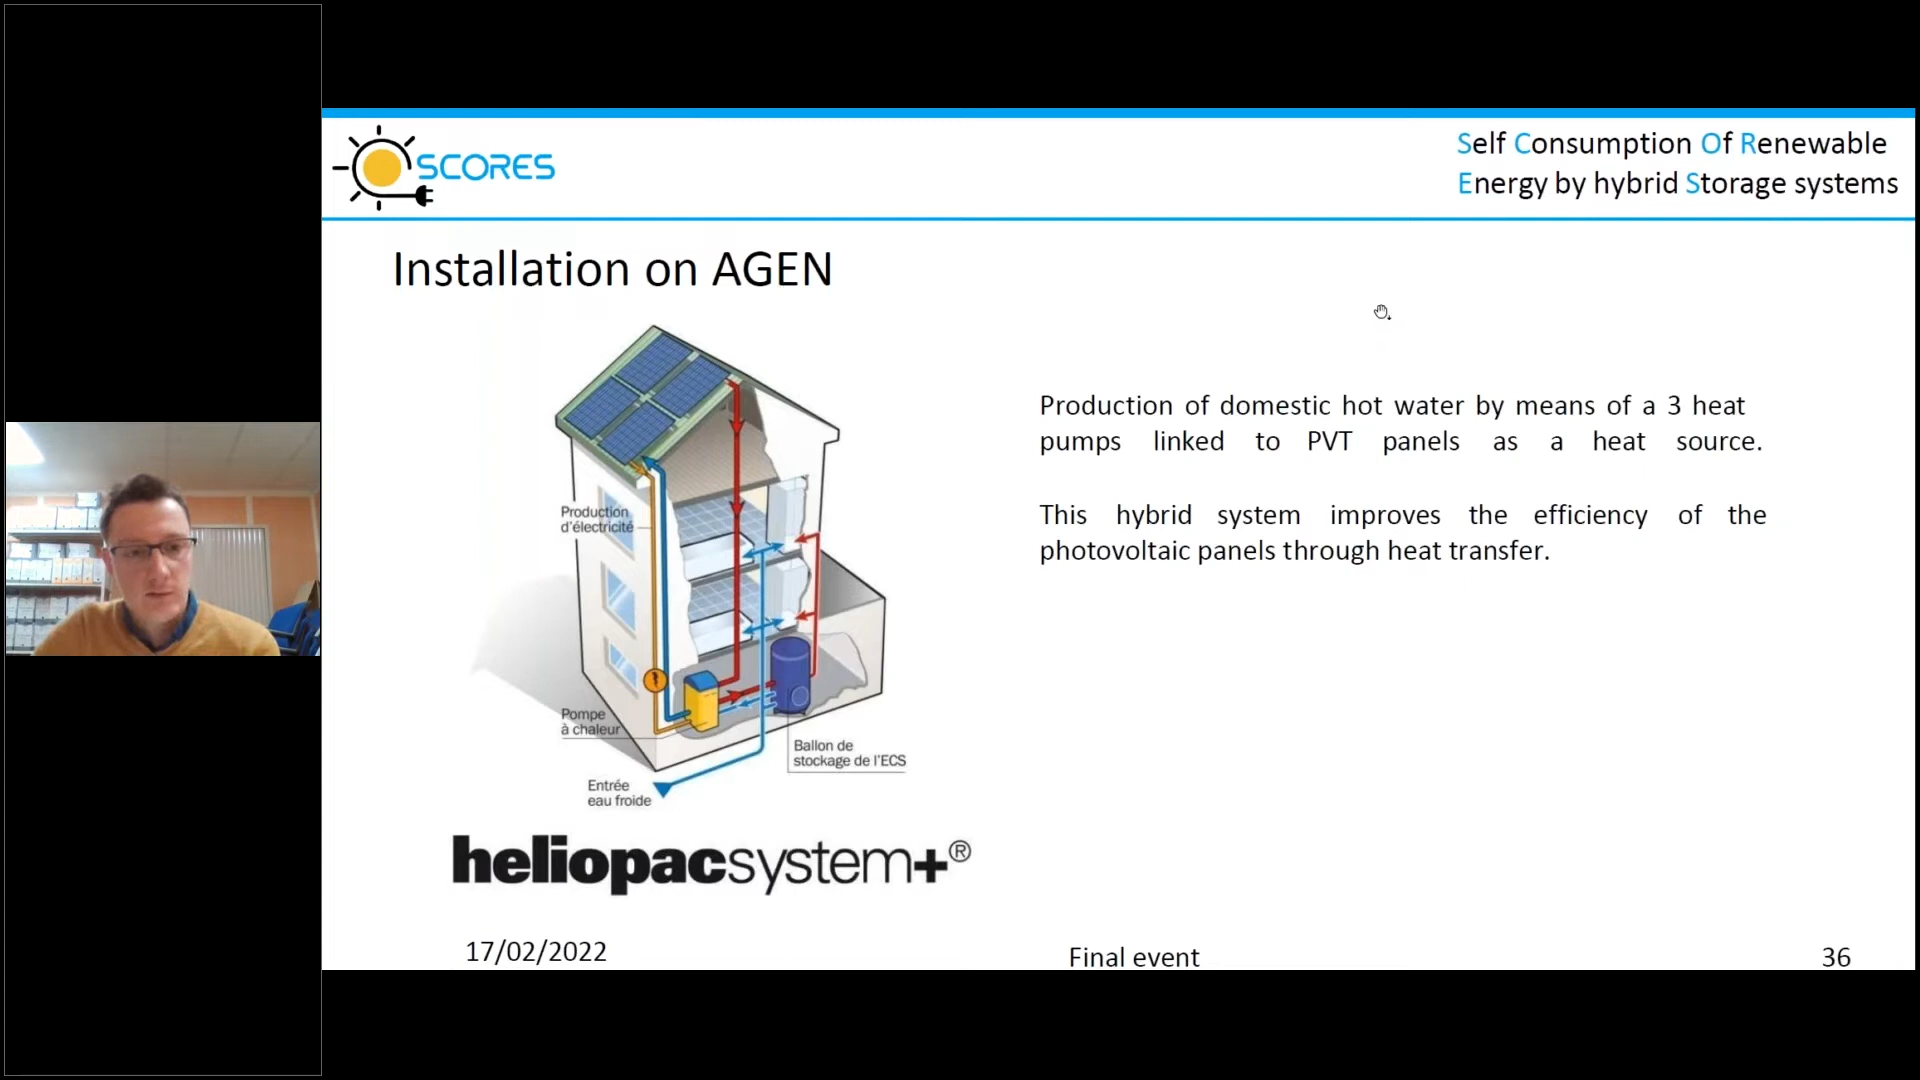 SCORES
Self Consumption Of Renewable
Energy by hybrid Storage systems
Installation on AGEN
Production
d'électricité
Pompe
à chaleur
Ballon de
stockage de l'ECS
Entrée
eau froide
heliopacsystem+®
Production of domestic hot water by means of a 3 heat
pumps linked to PVT panels as a heat source.
This hybrid system improves the efficiency of the
photovoltaic panels through heat transfer.
17/02/2022
Final event
36